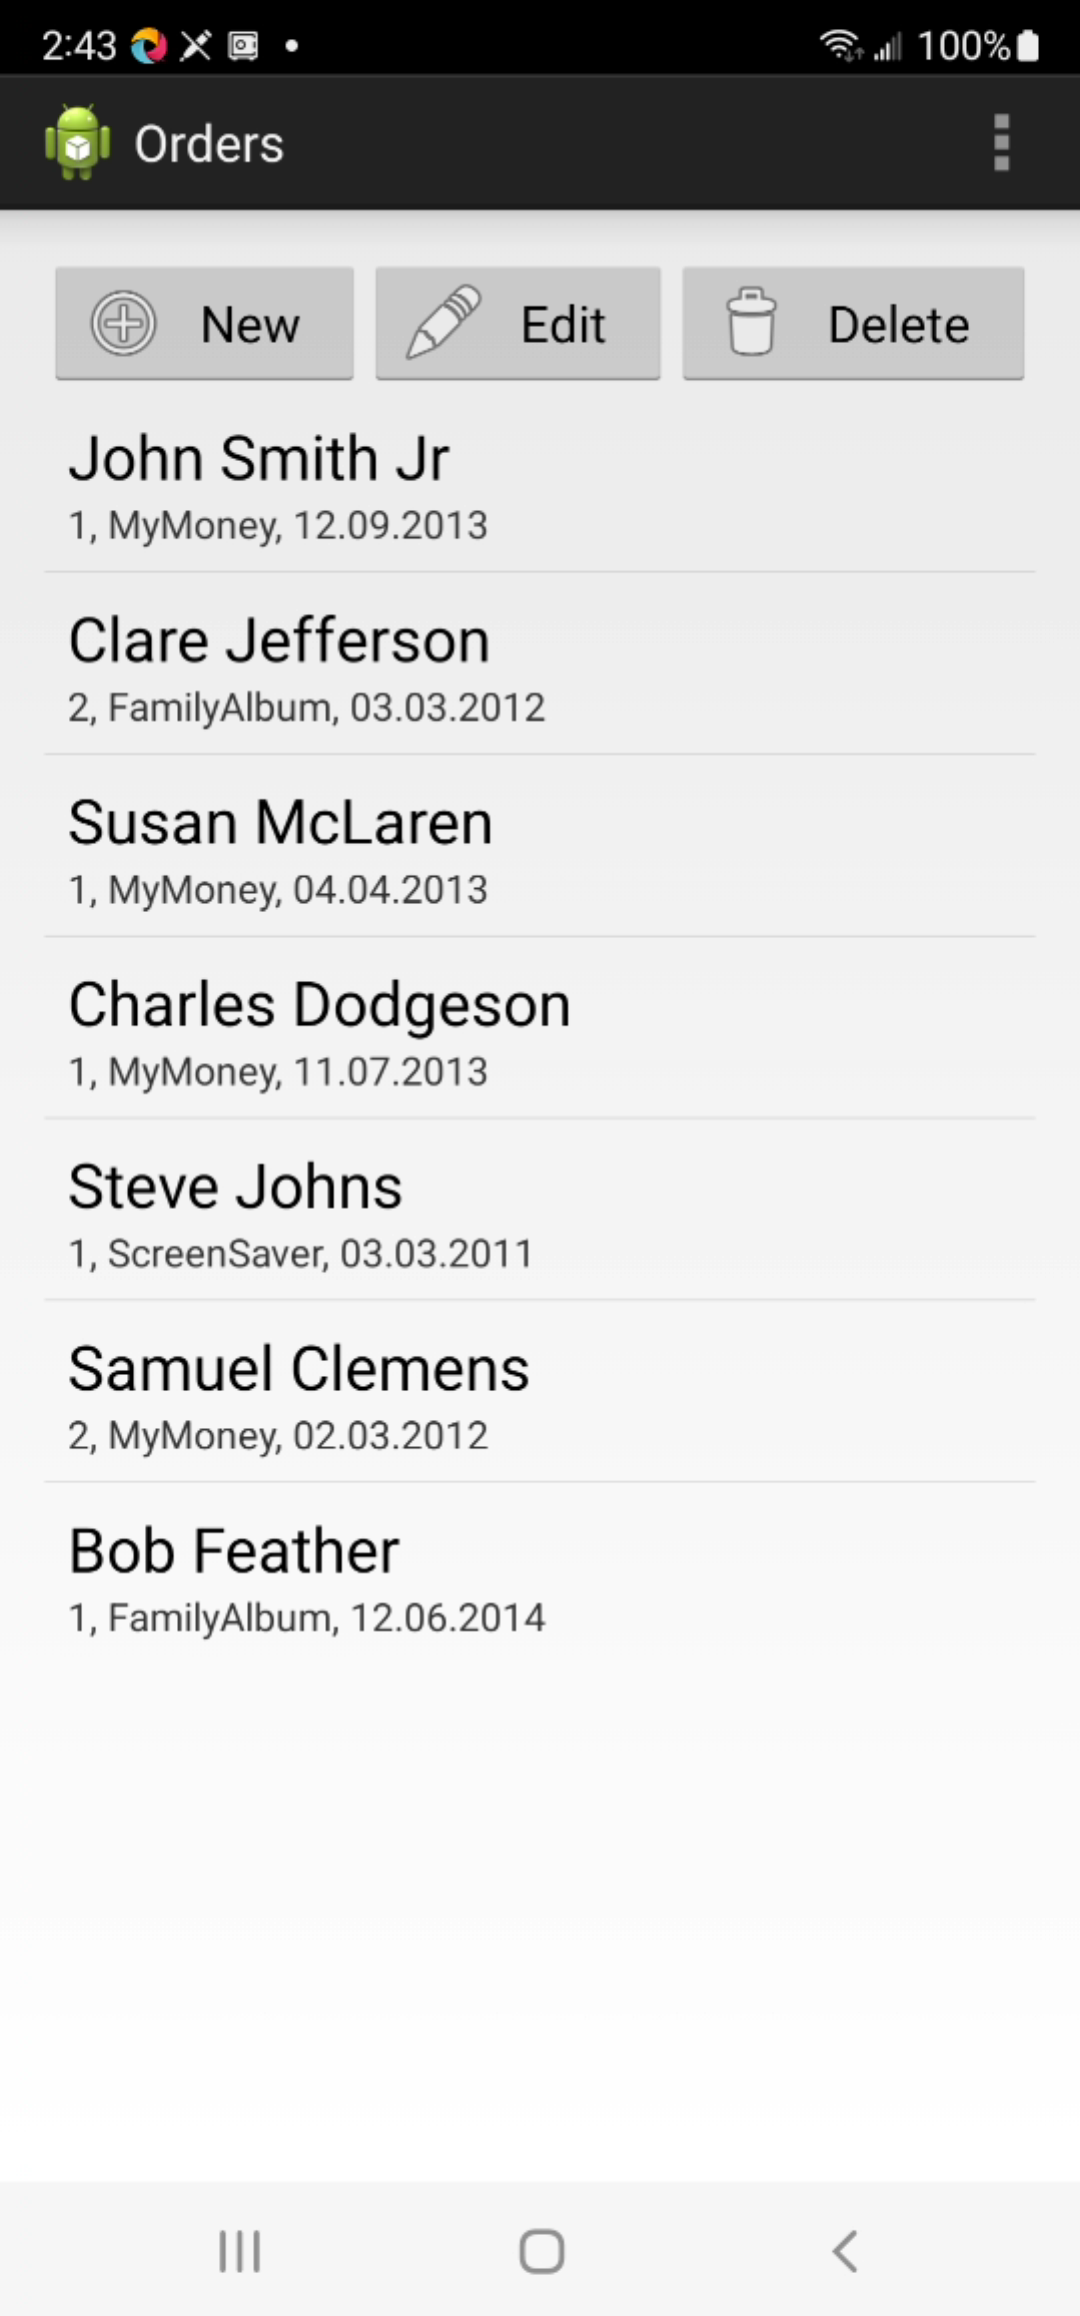 2:43 100%
Orders
New Edit Delete
John Smith Jr
1, MyMoney, 12.09.2013
Clare Jefferson
2, FamilyAlbum, 03.03.2012
Susan McLaren
1, MyMoney, 04.04.2013
Charles Dodgeson
1, MyMoney, 11.07.2013
Steve Johns
1, ScreenSaver, 03.03.2011
Samuel Clemens
2, MyMoney, 02.03.2012
Bob Feather
1, FamilyAlbum, 12.06.2014